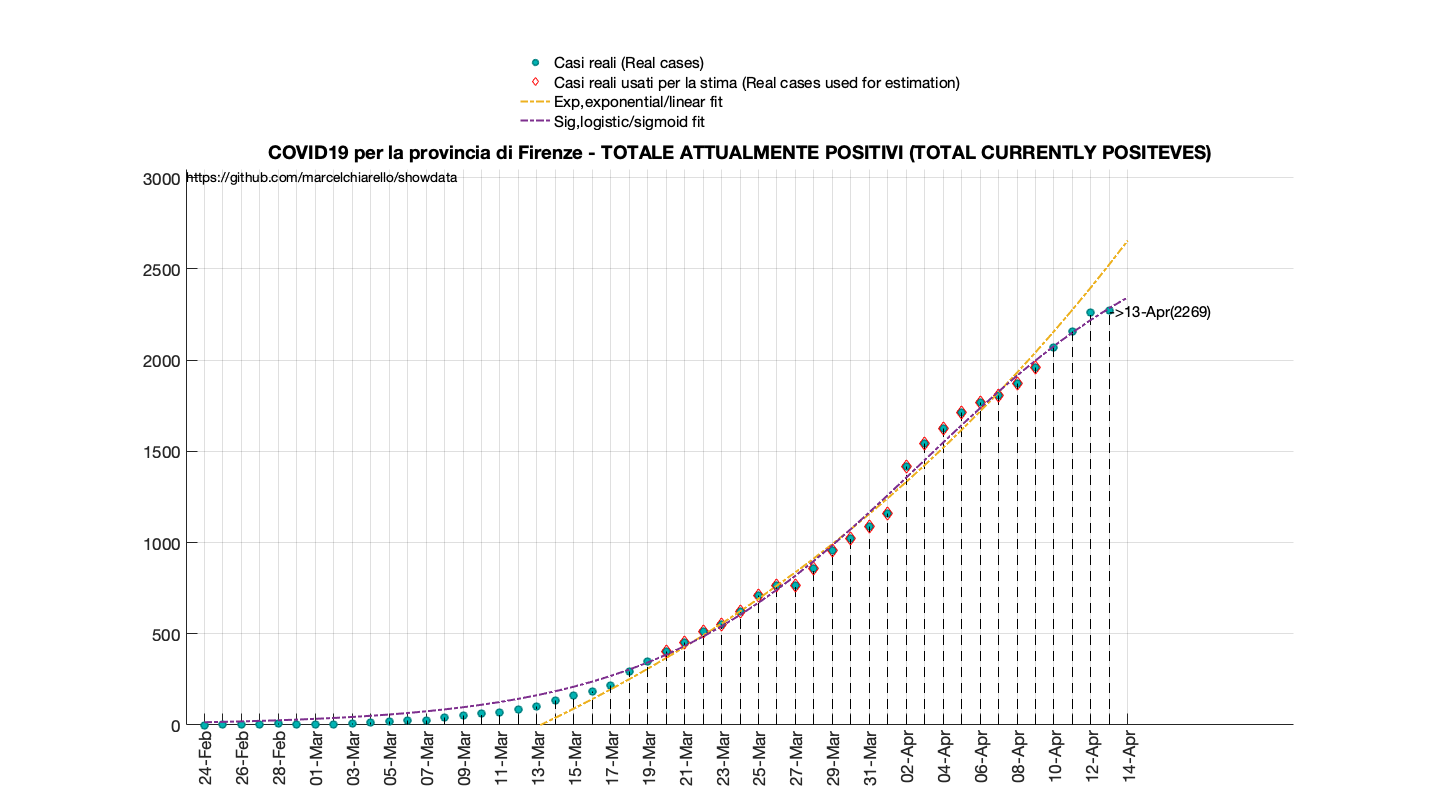 Casi reali (Real cases)
Casi reali usati per la stima (Real cases used for estimation)
Exp,exponential/linear fit
Sig,logistic/sigmoid fit
COVID19 per la provincia di Firenze - TOTALE ATTUALMENTE POSITIVI (TOTAL CURRENTLY POSITEVES)
https://github.com/marcelchiarello/showdata
3000
2500
2000
1500
1000
500
0
->13-Apr(2269)
24-Feb
26-Feb
28-Feb
01-Mar
03-Mar
05-Mar
07-Mar
09-Mar
11-Mar
13-Mar
15-Mar
17-Mar
19-Mar
21-Mar
23-Mar
25-Mar
27-Mar
29-Mar
31-Mar
02-Apr
04-Apr
06-Apr
08-Apr
10-Apr
12-Apr
14-Apr